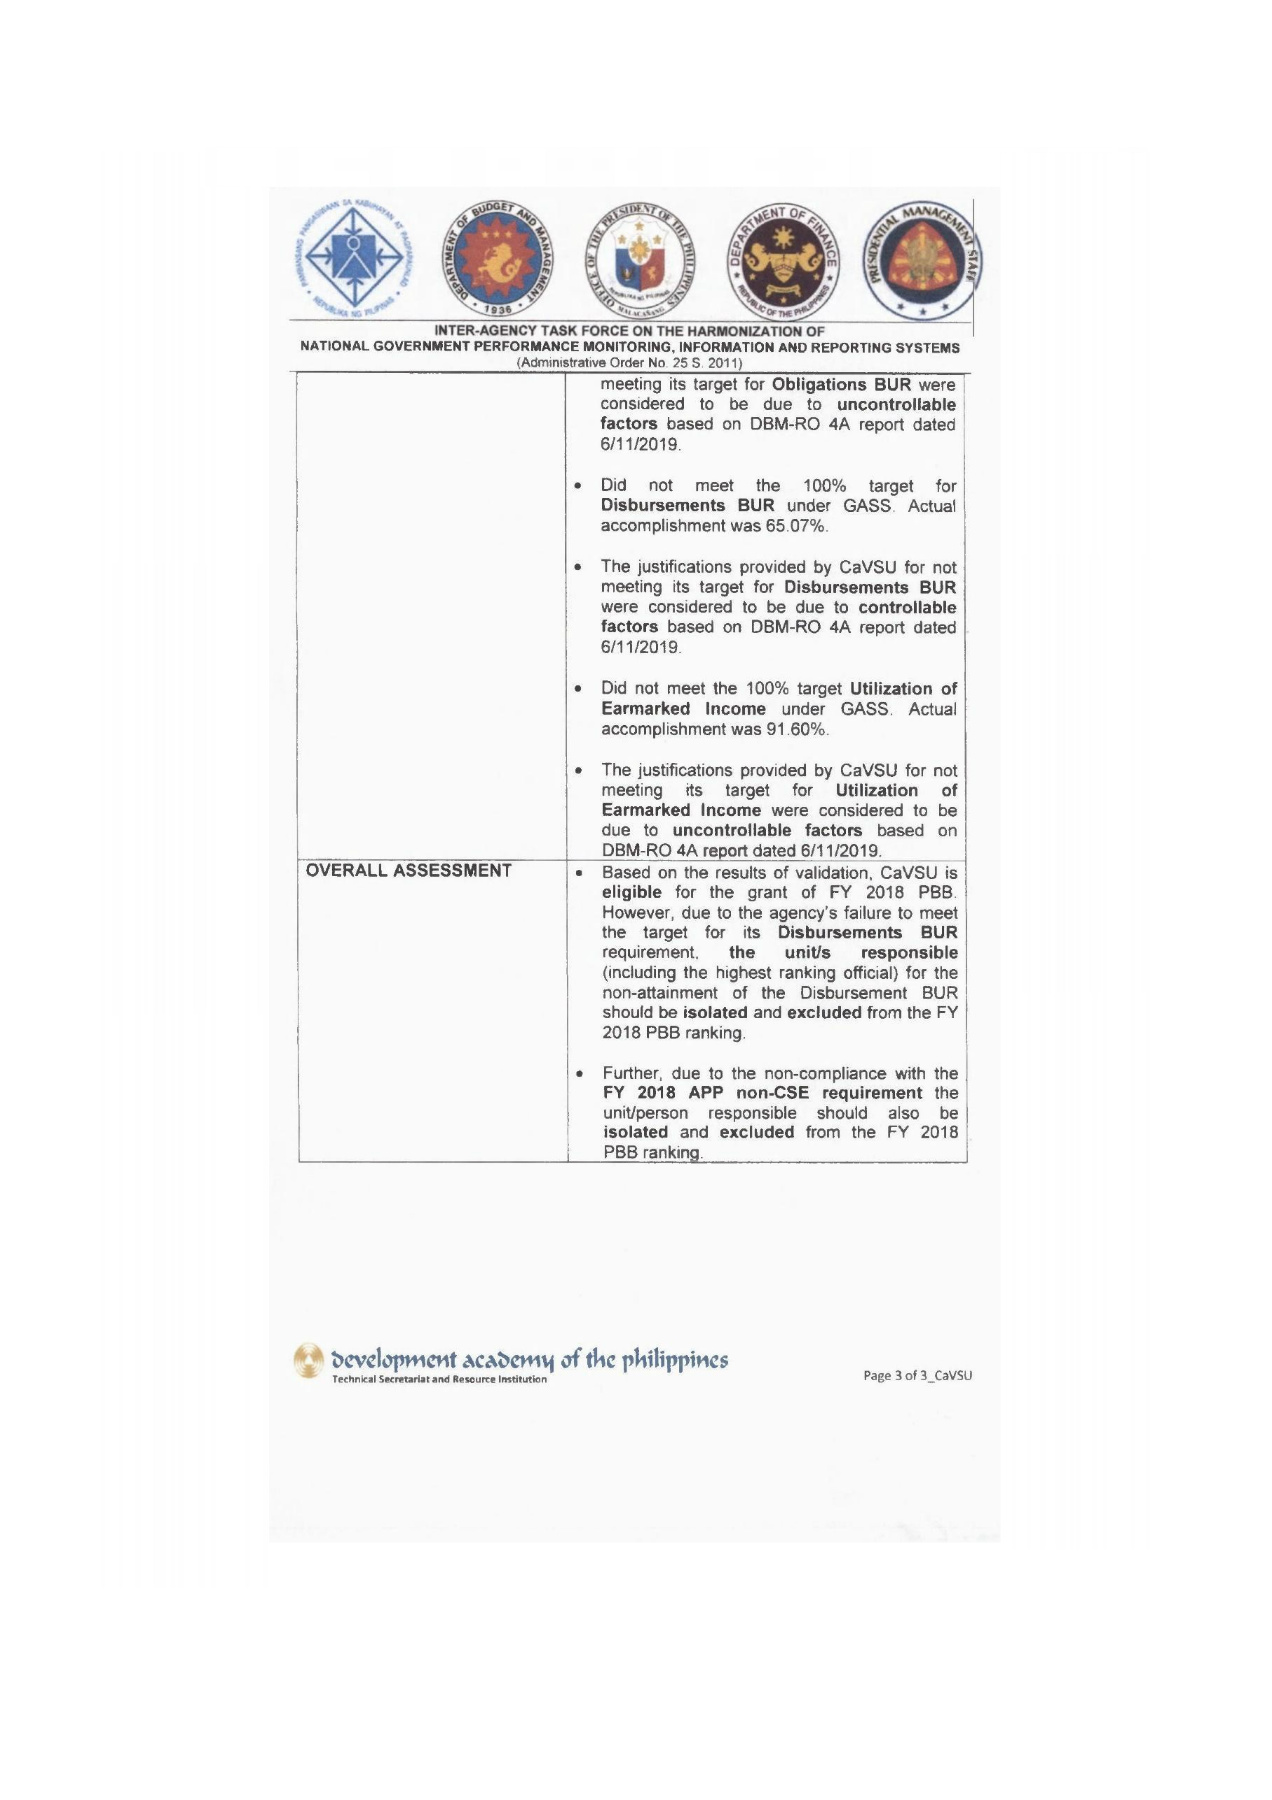 PAMBANSANG PANGASIWAAN SA KABUHAYAN AT PAGPAPAUNLAD • REPUBLIKA NG PILIPINAS •
DEPARTMENT OF BUDGET AND MANAGEMENT • 1936 •
OFFICE OF THE PRESIDENT OF THE PHILIPPINES MALACAÑANG
DEPARTMENT OF FINANCE REPUBLIC OF THE PHILIPPINES
PRESIDENTIAL MANAGEMENT STAFF
INTER-AGENCY TASK FORCE ON THE HARMONIZATION OF
NATIONAL GOVERNMENT PERFORMANCE MONITORING, INFORMATION AND REPORTING SYSTEMS
(Administrative Order No. 25 S. 2011)
meeting its target for Obligations BUR were
considered to be due to uncontrollable
factors based on DBM-RO 4A report dated
6/11/2019.
• Did not meet the 100% target for
Disbursements BUR under GASS. Actual
accomplishment was 65.07%.
• The justifications provided by CaVSU for not
meeting its target for Disbursements BUR
were considered to be due to controllable
factors based on DBM-RO 4A report dated
6/11/2019.
• Did not meet the 100% target Utilization of
Earmarked Income under GASS. Actual
accomplishment was 91.60%.
• The justifications provided by CaVSU for not
meeting its target for Utilization of
Earmarked Income were considered to be
due to uncontrollable factors based on
DBM-RO 4A report dated 6/11/2019.
OVERALL ASSESSMENT
• Based on the results of validation, CaVSU is
eligible for the grant of FY 2018 PBB.
However, due to the agency's failure to meet
the target for its Disbursements BUR
requirement, the unit/s responsible
(including the highest ranking official) for the
non-attainment of the Disbursement BUR
should be isolated and excluded from the FY
2018 PBB ranking.
• Further, due to the non-compliance with the
FY 2018 APP non-CSE requirement the
unit/person responsible should also be
isolated and excluded from the FY 2018
PBB ranking.
development academy of the philippines
Technical Secretariat and Resource Institution
Page 3 of 3_CaVSU